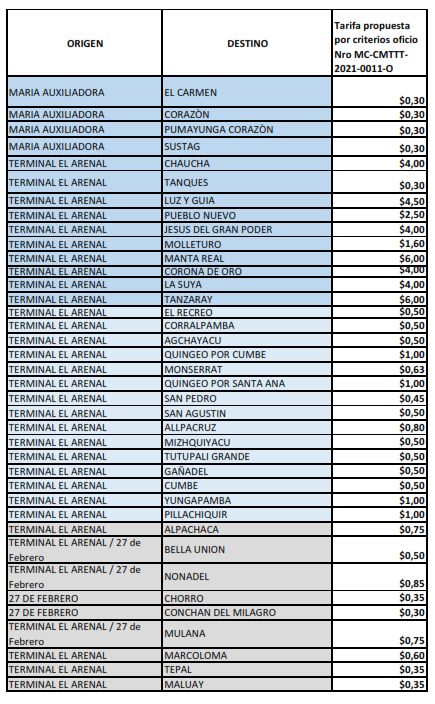 ORIGEN DESTINO Tarifa propuesta
por criterios oficio
Nro MC-CMTTT-
2021-0011-O
MARIA AUXILIADORA EL CARMEN $0,30
MARIA AUXILIADORA CORAZÒN $0,30
MARIA AUXILIADORA PUMAYUNGA CORAZÒN $0,30
MARIA AUXILIADORA SUSTAG $0,30
TERMINAL EL ARENAL CHAUCHA $4,00
TERMINAL EL ARENAL TANQUES $0,30
TERMINAL EL ARENAL LUZ Y GUIA $4,50
TERMINAL EL ARENAL PUEBLO NUEVO $2,50
TERMINAL EL ARENAL JESUS DEL GRAN PODER $4,00
TERMINAL EL ARENAL MOLLETURO $1,60
TERMINAL EL ARENAL MANTA REAL $6,00
TERMINAL EL ARENAL CORONA DE ORO $4,00
TERMINAL EL ARENAL LA SUYA $4,00
TERMINAL EL ARENAL TANZARAY $6,00
TERMINAL EL ARENAL EL RECREO $0,50
TERMINAL EL ARENAL CORRALPAMBA $0,50
TERMINAL EL ARENAL AGCHAYACU $0,50
TERMINAL EL ARENAL QUINGEO POR CUMBE $1,00
TERMINAL EL ARENAL MONSERRAT $0,63
TERMINAL EL ARENAL QUINGEO POR SANTA ANA $1,00
TERMINAL EL ARENAL SAN PEDRO $0,45
TERMINAL EL ARENAL SAN AGUSTIN $0,50
TERMINAL EL ARENAL ALLPACRUZ $0,80
TERMINAL EL ARENAL MIZHQUIYACU $0,50
TERMINAL EL ARENAL TUTUPALI GRANDE $0,50
TERMINAL EL ARENAL GAÑADEL $0,50
TERMINAL EL ARENAL CUMBE $0,50
TERMINAL EL ARENAL YUNGAPAMBA $1,00
TERMINAL EL ARENAL PILLACHIQUIR $1,00
TERMINAL EL ARENAL ALPACHACA $0,75
TERMINAL EL ARENAL / 27 de
Febrero BELLA UNION $0,50
TERMINAL EL ARENAL / 27 de
Febrero NONADEL $0,85
27 DE FEBRERO CHORRO $0,35
27 DE FEBRERO CONCHAN DEL MILAGRO $0,30
TERMINAL EL ARENAL / 27 de
Febrero MULANA $0,75
TERMINAL EL ARENAL MARCOLOMA $0,60
TERMINAL EL ARENAL TEPAL $0,35
TERMINAL EL ARENAL MALUAY $0,35